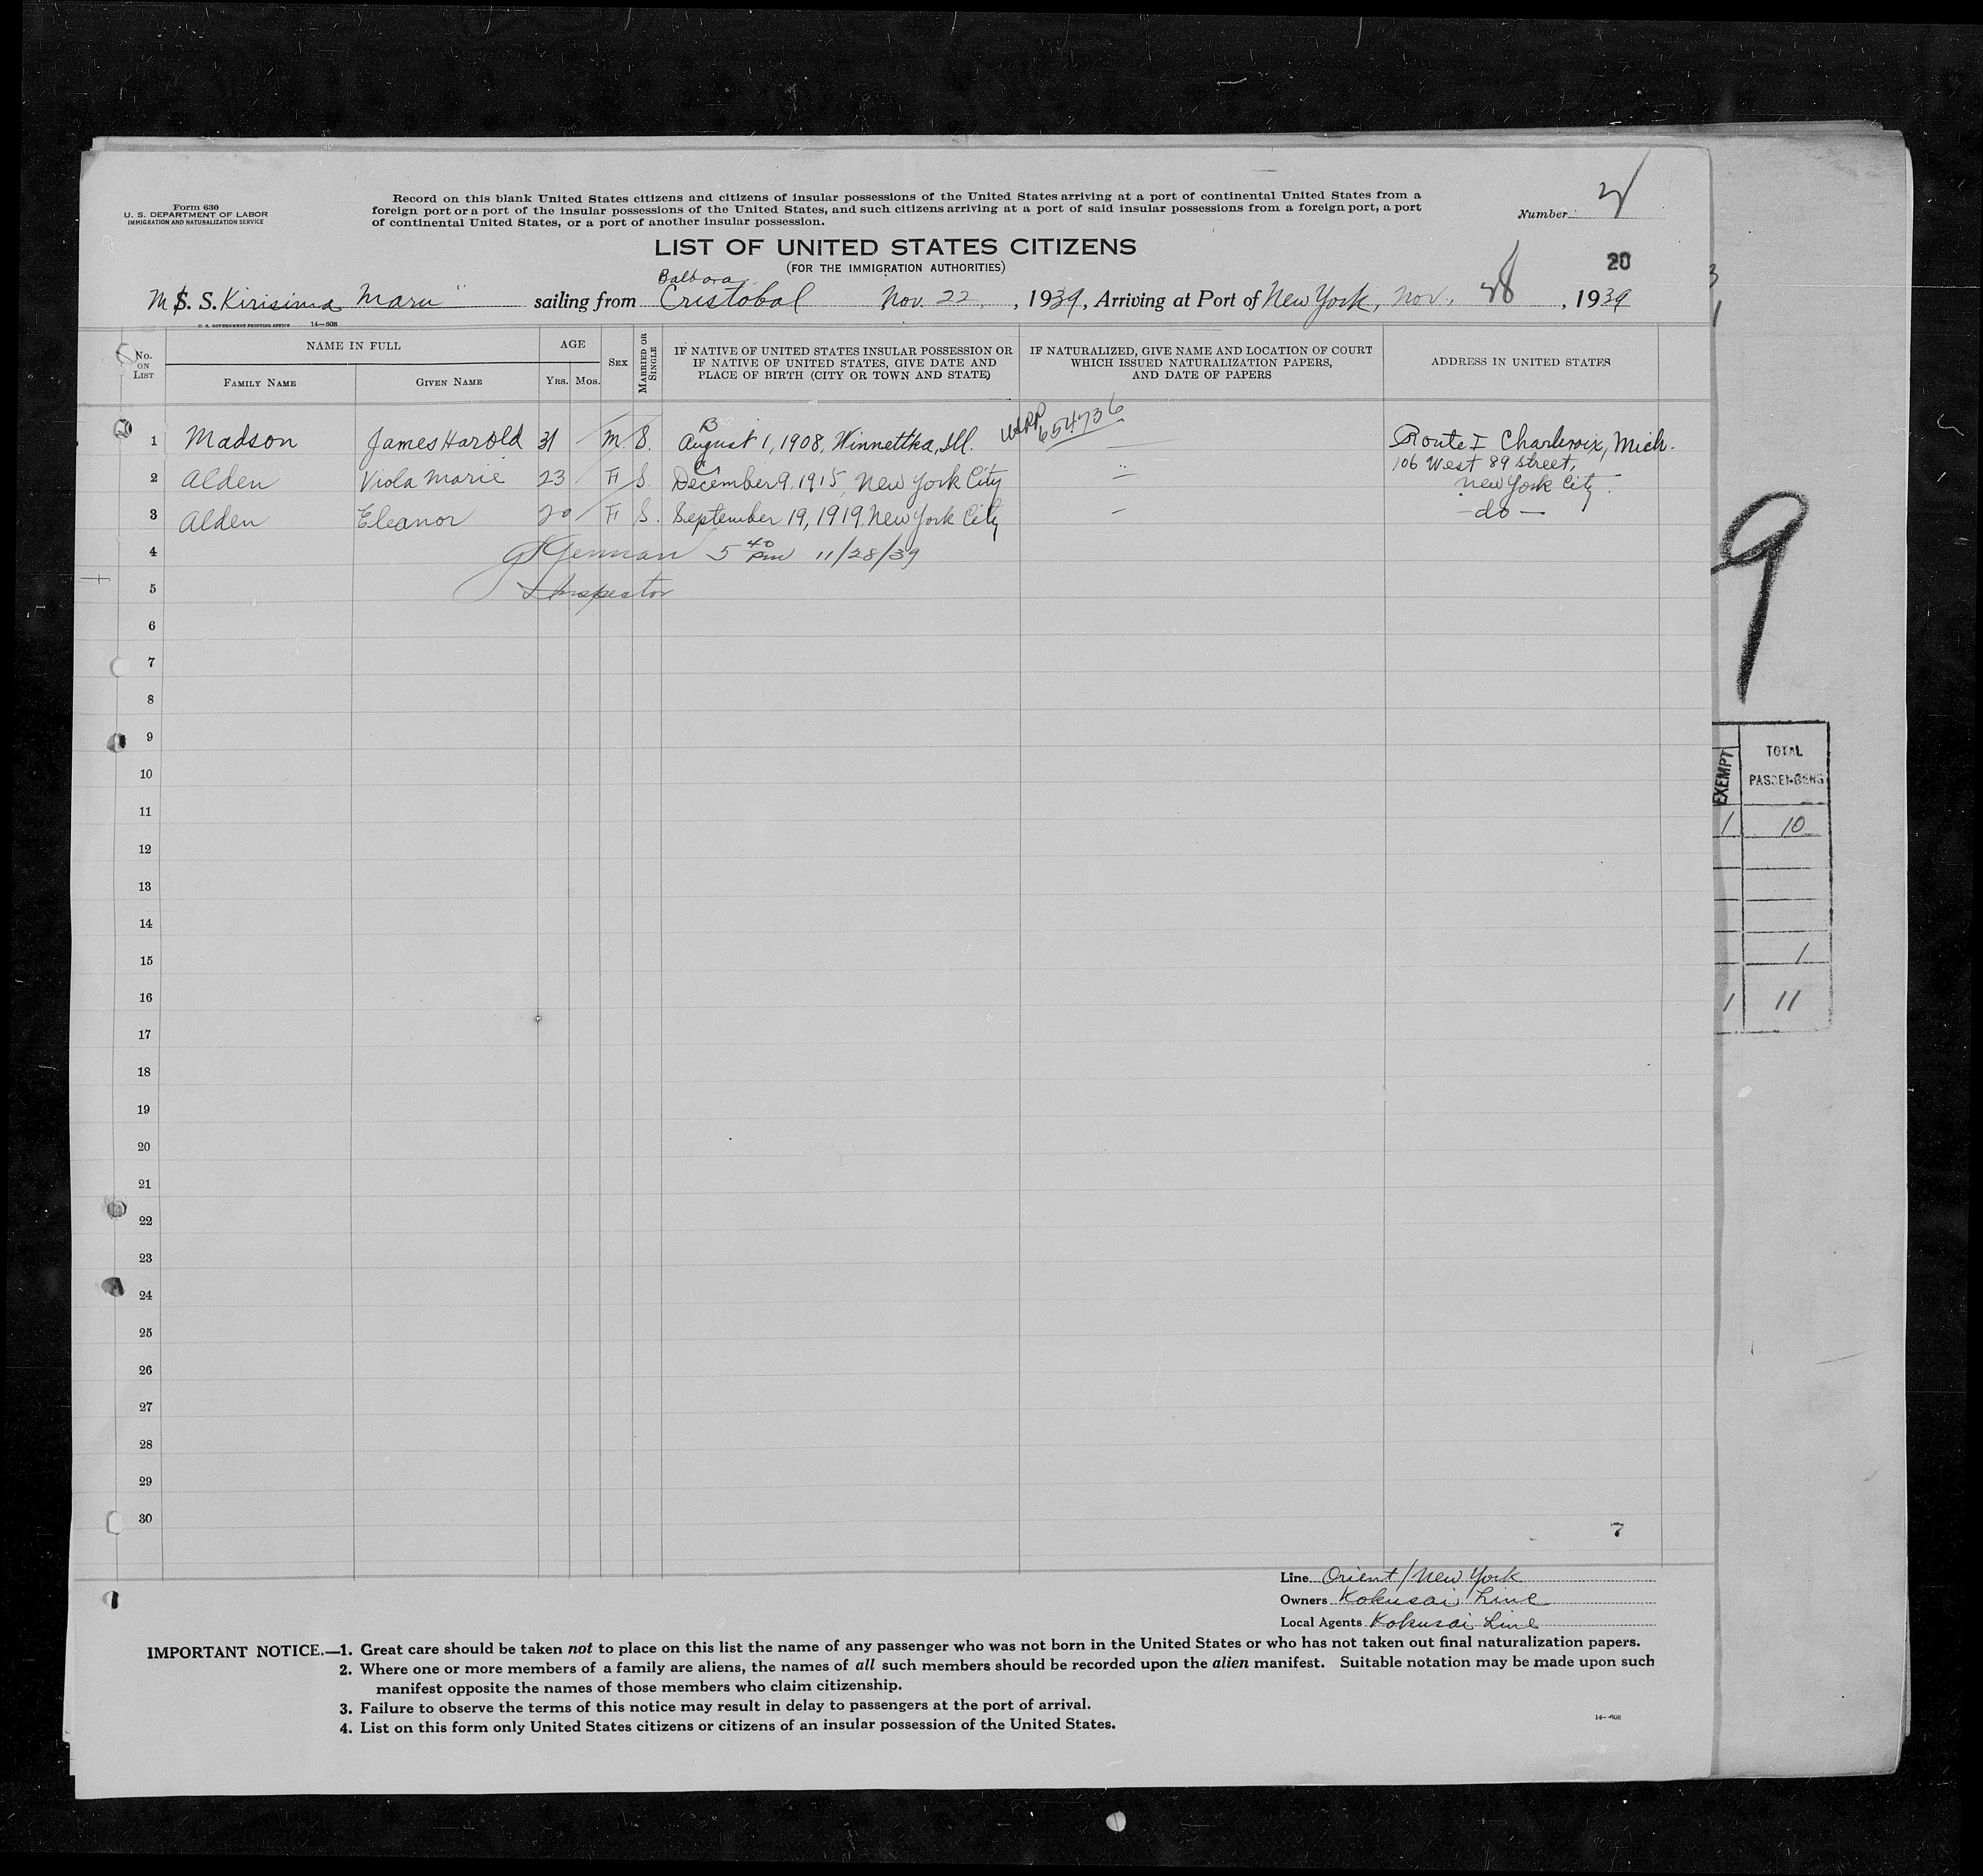 Form 630
U. S. DEPARTMENT OF LABOR
IMMIGRATION AND NATURALIZATION SERVICE
Record on this blank United States citizens and citizens of insular possessions of the United States arriving at a port of continental United States from a
foreign port or a port of the insular possessions of the United States, and such citizens arriving at a port of said insular possessions from a foreign port, a port
of continental United States, or a port of another insular possession.
Number
LIST OF UNITED STATES CITIZENS
(FOR THE IMMIGRATION AUTHORITIES)
20
Balboa
M S. S. Kirisima Maru" sailing from Cristobal Nov. 22, , 1939, Arriving at Port of New York, Nov. 28 , 1939
U. S. GOVERNMENT PRINTING OFFICE 14—608
No. ON LIST
NAME IN FULL
FAMILY NAME
GIVEN NAME
AGE
YRS.
MOS.
SEX
MARRIED OR SINGLE
IF NATIVE OF UNITED STATES INSULAR POSSESSION OR
IF NATIVE OF UNITED STATES, GIVE DATE AND
PLACE OF BIRTH (CITY OR TOWN AND STATE)
IF NATURALIZED, GIVE NAME AND LOCATION OF COURT
WHICH ISSUED NATURALIZATION PAPERS,
AND DATE OF PAPERS
ADDRESS IN UNITED STATES
1 Madson James Harold 31 M. S. August 1, 1908, Winnettka, Ill. 654736 — Route I Charlevoix, Mich.
2 Alden Viola Marie 23 F S. December 9, 1915, New York City — 106 West 89 Street,
New York City.
3 Alden Eleanor 20 F S. September 19, 1919. New York City — — do —
4 German 5 40 pm 11/28/39
5 Inspector
6
7
8
9
10
11
12
13
14
15
16
17
18
19
20
21
22
23
24
25
26
27
28
29
30
7
Line Orient/New York
Owners Kokusai Line
Local Agents Kokusai Line
IMPORTANT NOTICE.—1. Great care should be taken not to place on this list the name of any passenger who was not born in the United States or who has not taken out final naturalization papers.
2. Where one or more members of a family are aliens, the names of all such members should be recorded upon the alien manifest. Suitable notation may be made upon such
manifest opposite the names of those members who claim citizenship.
3. Failure to observe the terms of this notice may result in delay to passengers at the port of arrival.
4. List on this form only United States citizens or citizens of an insular possession of the United States.
14—608
3
1
9
EXEMPT
TOTAL
PASSENGERS
1 10
1
1 11